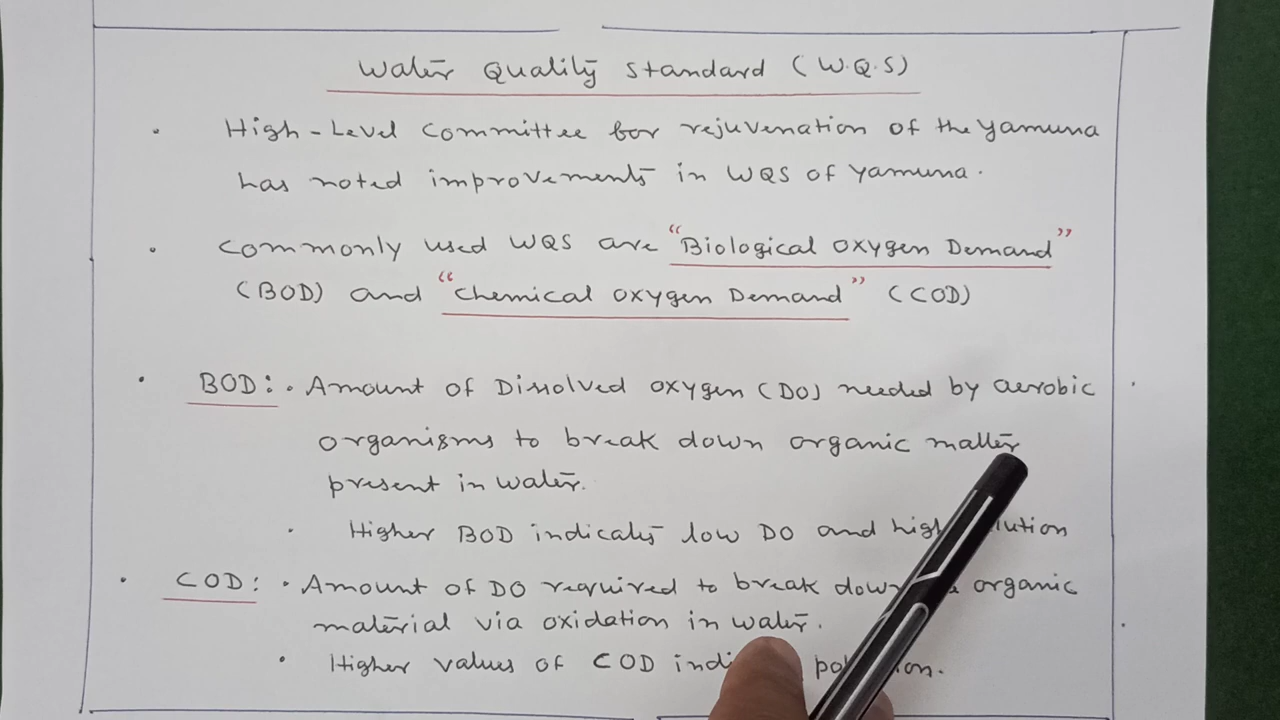 Water Quality Standard (W.Q.S)
• High-Level Committee for rejuvenation of the Yamuna
has noted improvements in WQS of Yamuna.
• Commonly used WQS are "Biological Oxygen Demand"
(BOD) and "Chemical Oxygen Demand" (COD)
• BOD: • Amount of Dissolved Oxygen (DO) needed by aerobic
organisms to break down organic matter
present in water.
• Higher BOD indicates low DO and high
• COD: • Amount of DO required to break down organic
material via oxidation in water.
• Higher values of COD